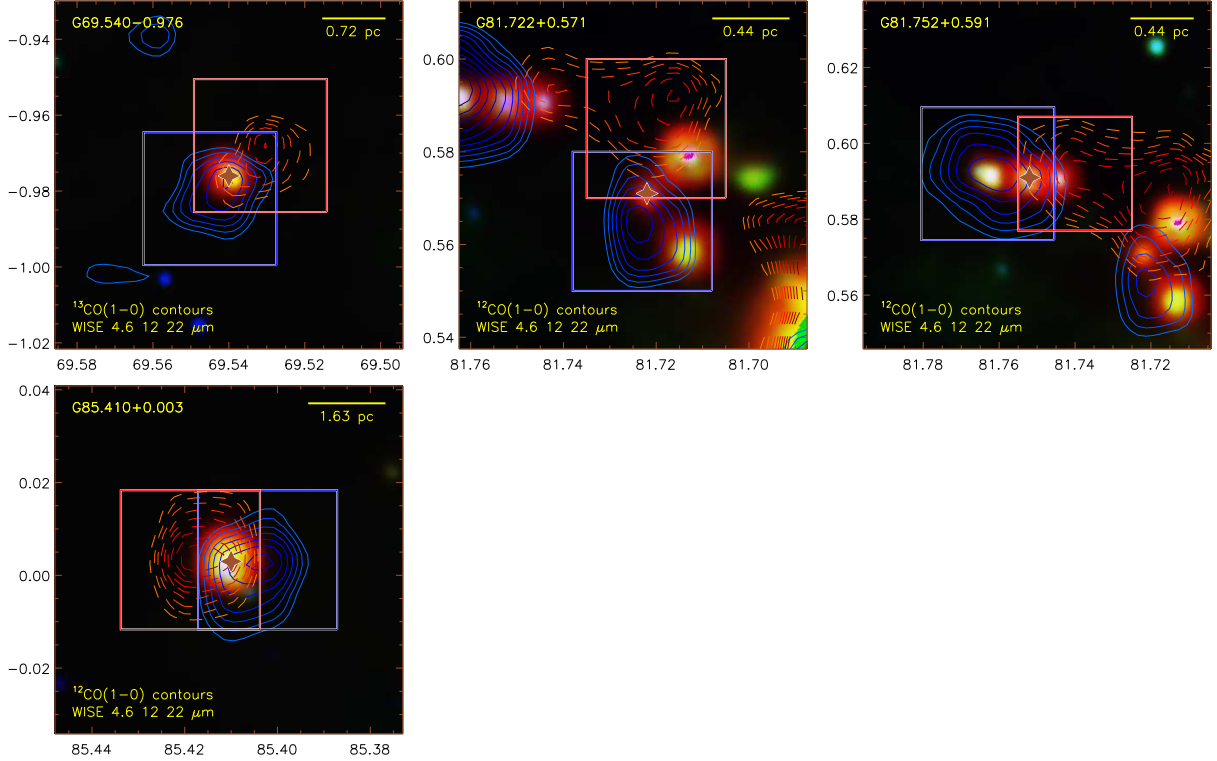 G69.540−0.976
0.72 pc
−0.94
−0.96
−0.98
−1.00
−1.02
¹³CO(1−0) contours
WISE 4.6 12 22 μm
69.58 69.56 69.54 69.52 69.50
G81.722+0.571
0.44 pc
0.60
0.58
0.56
0.54
¹²CO(1−0) contours
WISE 4.6 12 22 μm
81.76 81.74 81.72 81.70
G81.752+0.591
0.44 pc
0.62
0.60
0.58
0.56
¹²CO(1−0) contours
WISE 4.6 12 22 μm
81.78 81.76 81.74 81.72
G85.410+0.003
1.63 pc
0.04
0.02
0.00
−0.02
¹²CO(1−0) contours
WISE 4.6 12 22 μm
85.44 85.42 85.40 85.38